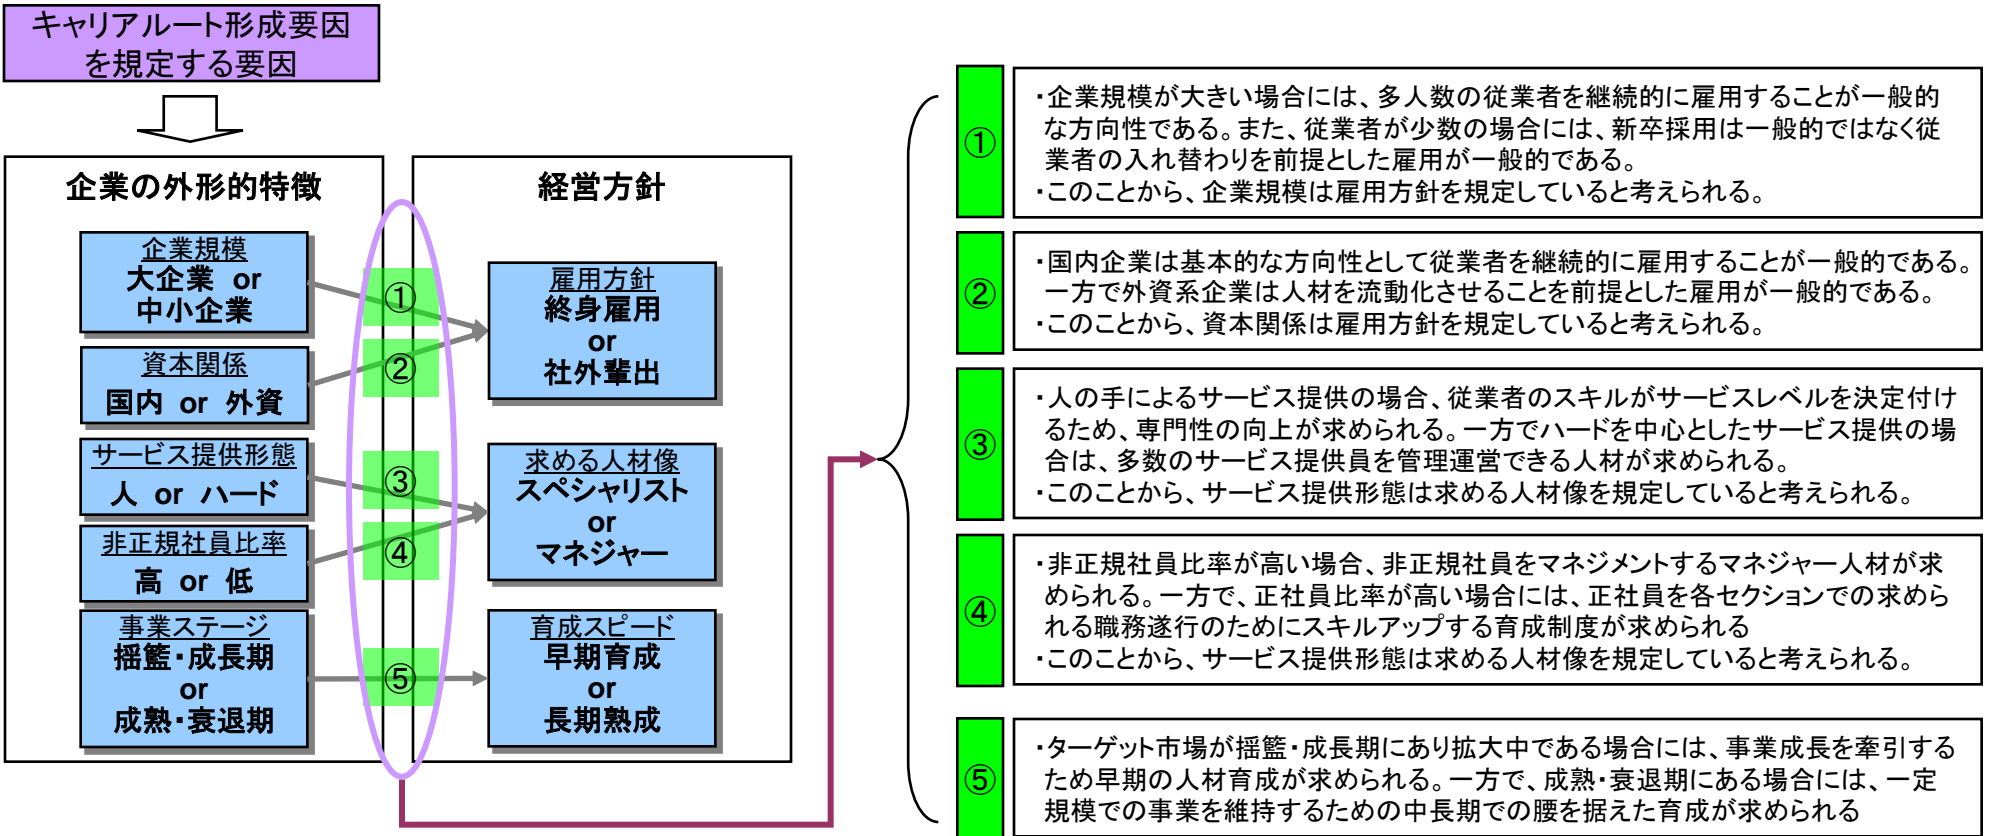 キャリアルート形成要因
を規定する要因
企業の外形的特徴
企業規模
大企業 or
中小企業
資本関係
国内 or 外資
サービス提供形態
人 or ハード
非正規社員比率
高 or 低
事業ステージ
揺籃・成長期
or
成熟・衰退期
①
②
③
④
⑤
経営方針
雇用方針
終身雇用
or
社外輩出
求める人材像
スペシャリスト
or
マネジャー
育成スピード
早期育成
or
長期熟成
①
・企業規模が大きい場合には、多人数の従業者を継続的に雇用することが一般的
な方向性である。また、従業者が少数の場合には、新卒採用は一般的ではなく従
業者の入れ替わりを前提とした雇用が一般的である。
・このことから、企業規模は雇用方針を規定していると考えられる。
②
・国内企業は基本的な方向性として従業者を継続的に雇用することが一般的である。
一方で外資系企業は人材を流動化させることを前提とした雇用が一般的である。
・このことから、資本関係は雇用方針を規定していると考えられる。
③
・人の手によるサービス提供の場合、従業者のスキルがサービスレベルを決定付け
るため、専門性の向上が求められる。一方でハードを中心としたサービス提供の場
合は、多数のサービス提供員を管理運営できる人材が求められる。
・このことから、サービス提供形態は求める人材像を規定していると考えられる。
④
・非正規社員比率が高い場合、非正規社員をマネジメントするマネジャー人材が求
められる。一方で、正社員比率が高い場合には、正社員を各セクションでの求めら
れる職務遂行のためにスキルアップする育成制度が求められる
・このことから、サービス提供形態は求める人材像を規定していると考えられる。
⑤
・ターゲット市場が揺籃・成長期にあり拡大中である場合には、事業成長を牽引する
ため早期の人材育成が求められる。一方で、成熟・衰退期にある場合には、一定
規模での事業を維持するための中長期での腰を据えた育成が求められる